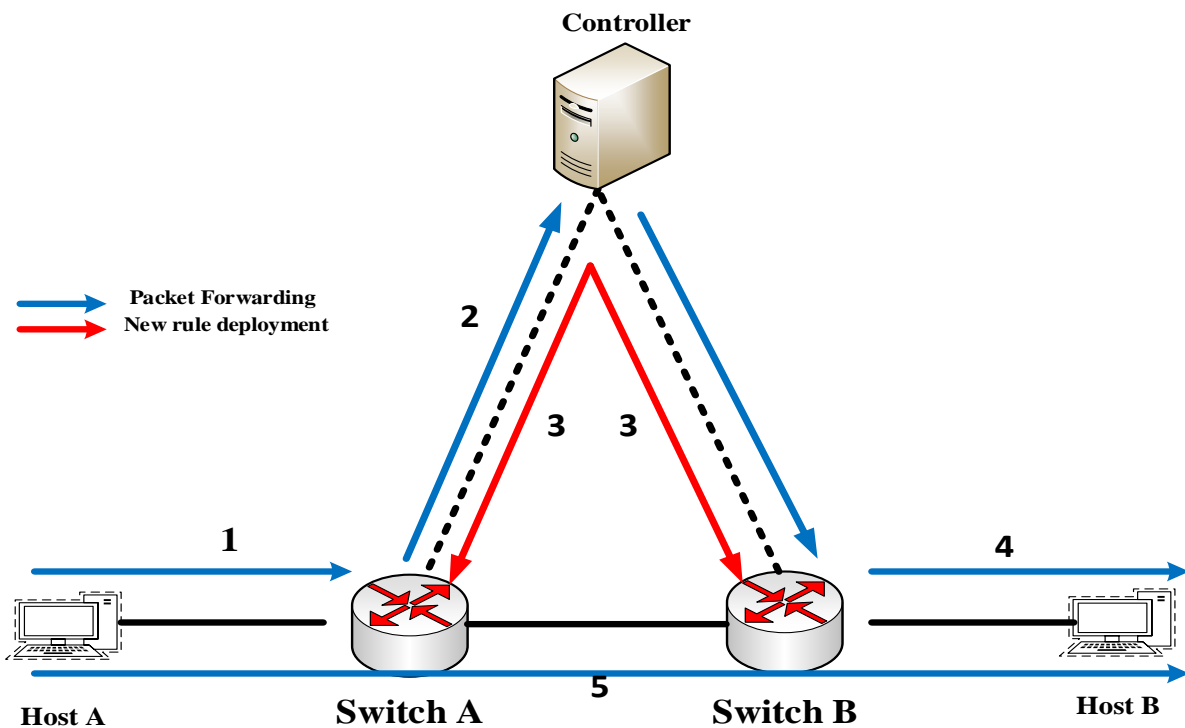 Controller
Packet Forwarding
New rule deployment
2
3
3
1
4
5
Host A
Switch A
Switch B
Host B